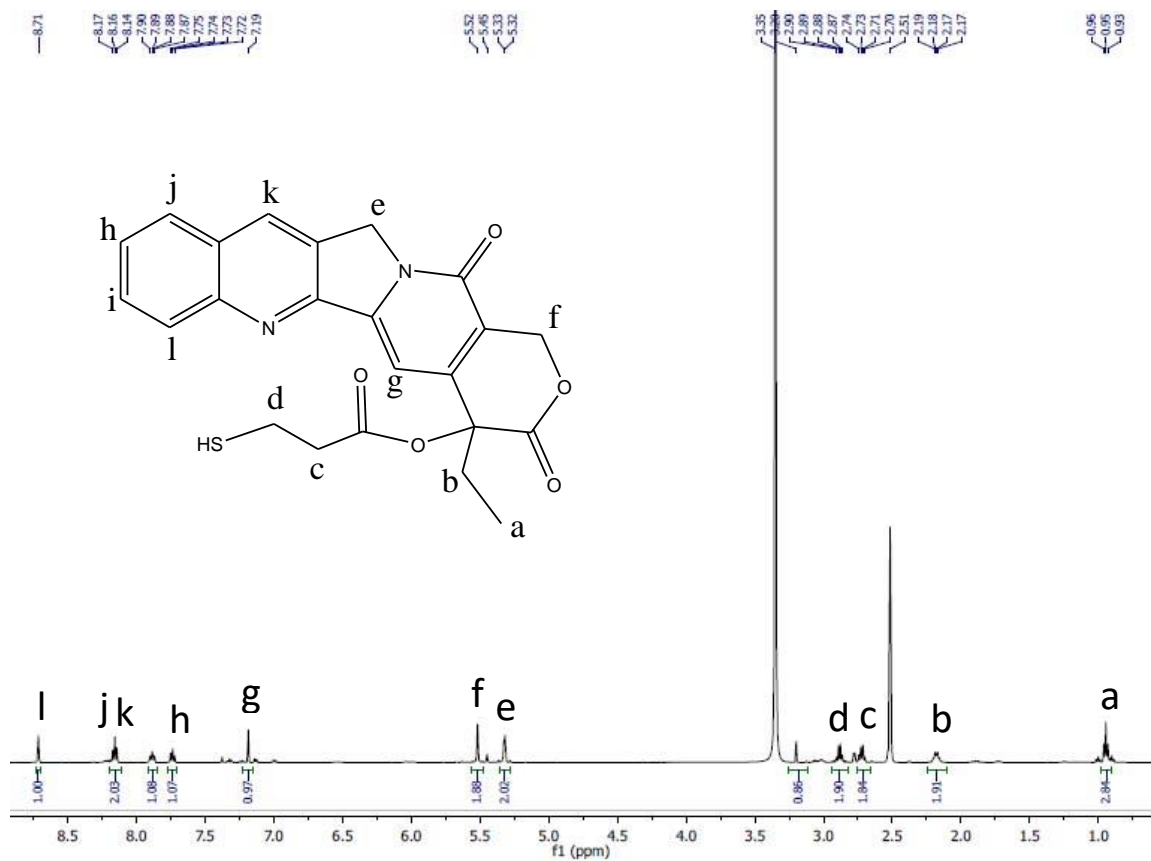 8.71 8.17 8.16 8.14 7.90 7.89 7.88 7.87 7.75 7.74 7.73 7.72 7.19 5.52 5.45 5.33 5.32 3.35 3.20 2.90 2.89 2.88 2.87 2.74 2.73 2.71 2.70 2.51 2.19 2.18 2.17 2.17 0.96 0.95 0.93
j k e O
h N
i f
N O
l g
O
d
HS O O
c b O
a
l j k h g f e d c b a
1.00 2.03 1.08 1.07 0.97 1.88 2.02 0.86 1.90 1.84 1.91 2.84
8.5 8.0 7.5 7.0 6.5 6.0 5.5 5.0 4.5 4.0 3.5 3.0 2.5 2.0 1.5 1.0
f1 (ppm)